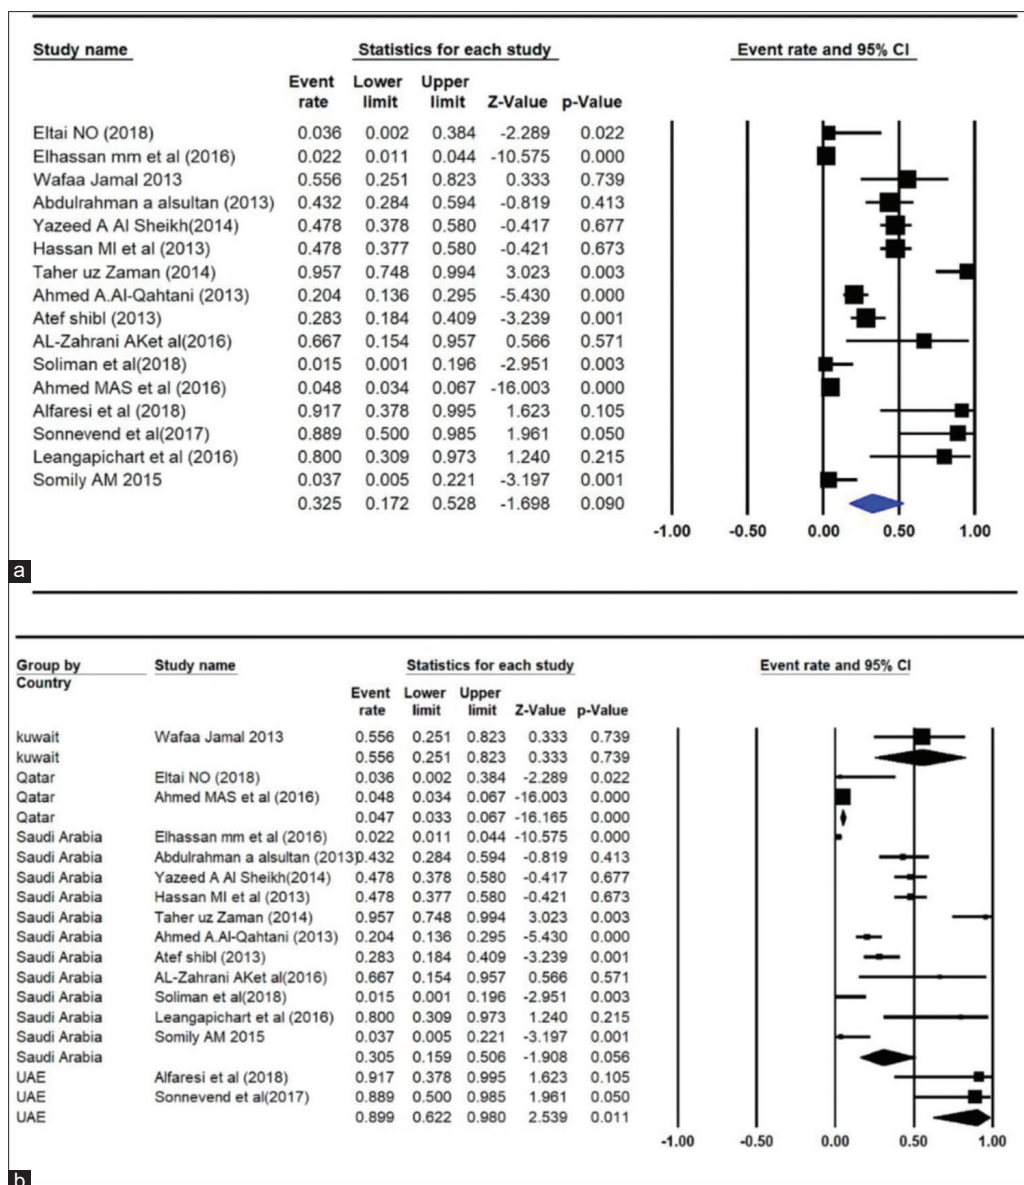 Study name Statistics for each study Event rate and 95% CI
Event Lower Upper
rate limit limit Z-Value p-Value
Eltai NO (2018) 0.036 0.002 0.384 -2.289 0.022
Elhassan mm et al (2016) 0.022 0.011 0.044 -10.575 0.000
Wafaa Jamal 2013 0.556 0.251 0.823 0.333 0.739
Abdulrahman a alsultan (2013) 0.432 0.284 0.594 -0.819 0.413
Yazeed A Al Sheikh(2014) 0.478 0.378 0.580 -0.417 0.677
Hassan MI et al (2013) 0.478 0.377 0.580 -0.421 0.673
Taher uz Zaman (2014) 0.957 0.748 0.994 3.023 0.003
Ahmed A.Al-Qahtani (2013) 0.204 0.136 0.295 -5.430 0.000
Atef shibl (2013) 0.283 0.184 0.409 -3.239 0.001
AL-Zahrani AKet al(2016) 0.667 0.154 0.957 0.566 0.571
Soliman et al(2018) 0.015 0.001 0.196 -2.951 0.003
Ahmed MAS et al (2016) 0.048 0.034 0.067 -16.003 0.000
Alfaresi et al (2018) 0.917 0.378 0.995 1.623 0.105
Sonnevend et al(2017) 0.889 0.500 0.985 1.961 0.050
Leangapichart et al (2016) 0.800 0.309 0.973 1.240 0.215
Somily AM 2015 0.037 0.005 0.221 -3.197 0.001
0.325 0.172 0.528 -1.698 0.090
-1.00 -0.50 0.00 0.50 1.00
a
Group by Study name Statistics for each study Event rate and 95% CI
Country
Event Lower Upper
rate limit limit Z-Value p-Value
kuwait Wafaa Jamal 2013 0.556 0.251 0.823 0.333 0.739
kuwait 0.556 0.251 0.823 0.333 0.739
Qatar Eltai NO (2018) 0.036 0.002 0.384 -2.289 0.022
Qatar Ahmed MAS et al (2016) 0.048 0.034 0.067 -16.003 0.000
Qatar 0.047 0.033 0.067 -16.165 0.000
Saudi Arabia Elhassan mm et al (2016) 0.022 0.011 0.044 -10.575 0.000
Saudi Arabia Abdulrahman a alsultan (2013) 0.432 0.284 0.594 -0.819 0.413
Saudi Arabia Yazeed A Al Sheikh(2014) 0.478 0.378 0.580 -0.417 0.677
Saudi Arabia Hassan MI et al (2013) 0.478 0.377 0.580 -0.421 0.673
Saudi Arabia Taher uz Zaman (2014) 0.957 0.748 0.994 3.023 0.003
Saudi Arabia Ahmed A.Al-Qahtani (2013) 0.204 0.136 0.295 -5.430 0.000
Saudi Arabia Atef shibl (2013) 0.283 0.184 0.409 -3.239 0.001
Saudi Arabia AL-Zahrani AKet al(2016) 0.667 0.154 0.957 0.566 0.571
Saudi Arabia Soliman et al(2018) 0.015 0.001 0.196 -2.951 0.003
Saudi Arabia Leangapichart et al (2016) 0.800 0.309 0.973 1.240 0.215
Saudi Arabia Somily AM 2015 0.037 0.005 0.221 -3.197 0.001
Saudi Arabia 0.305 0.159 0.506 -1.908 0.056
UAE Alfaresi et al (2018) 0.917 0.378 0.995 1.623 0.105
UAE Sonnevend et al(2017) 0.889 0.500 0.985 1.961 0.050
UAE 0.899 0.622 0.980 2.539 0.011
-1.00 -0.50 0.00 0.50 1.00
b